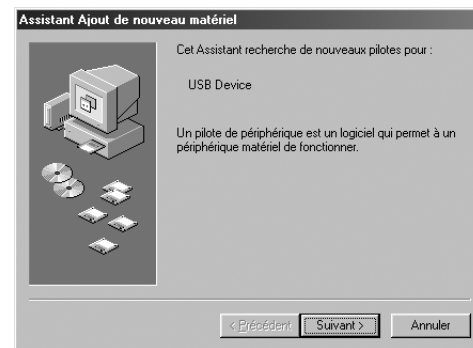 Assistant Ajout de nouveau matériel
Cet Assistant recherche de nouveaux pilotes pour :
USB Device
Un pilote de périphérique est un logiciel qui permet à un
périphérique matériel de fonctionner.
< Précédent
Suivant >
Annuler